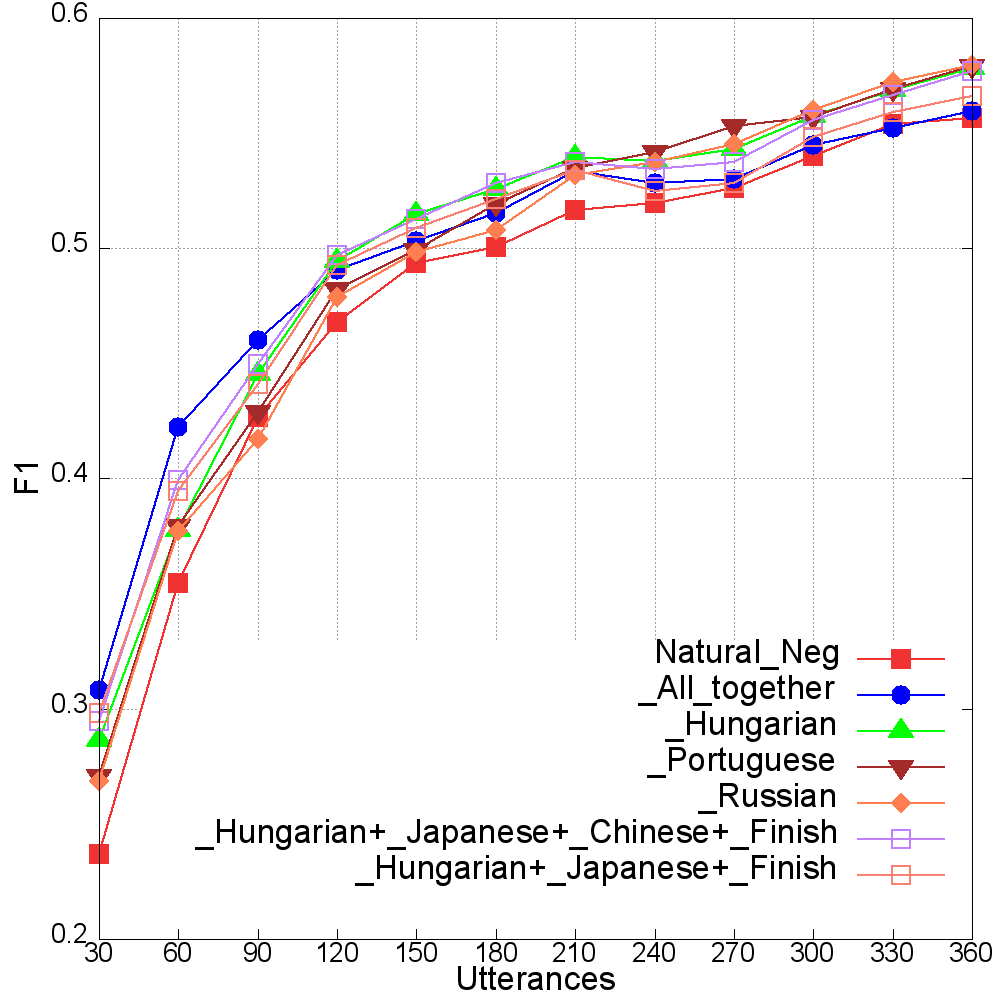 0.6
0.5
0.4
0.3
0.2
F1
Natural_Neg
_All_together
_Hungarian
_Portuguese
_Russian
_Hungarian+_Japanese+_Chinese+_Finish
_Hungarian+_Japanese+_Finish
30 60 90 120 150 180 210 240 270 300 330 360
Utterances